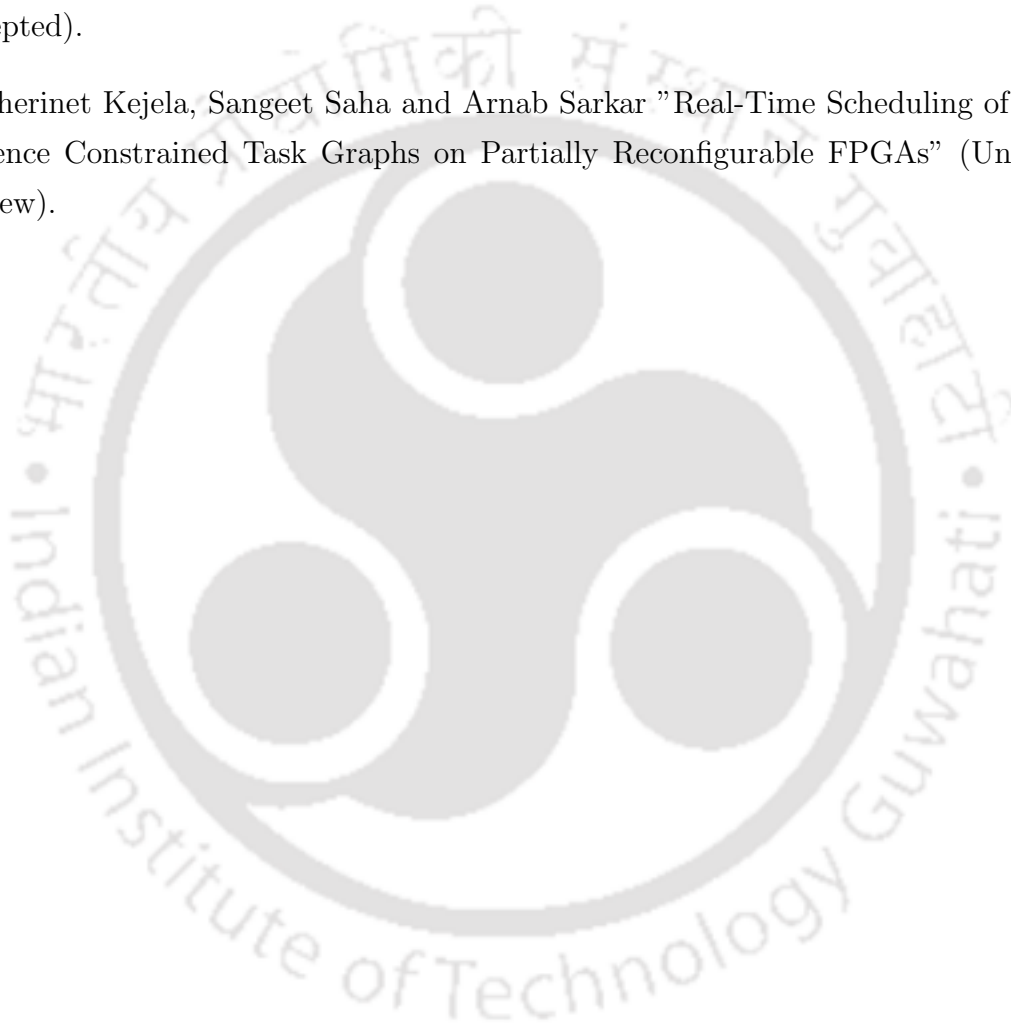 epted).
herinet Kejela, Sangeet Saha and Arnab Sarkar ”Real-Time Scheduling of
ence Constrained Task Graphs on Partially Reconfigurable FPGAs” (Un
ew).
भारतीय प्रौद्योगिकी संस्थान गुवाहाटी
Indian Institute of Technology Guwahati